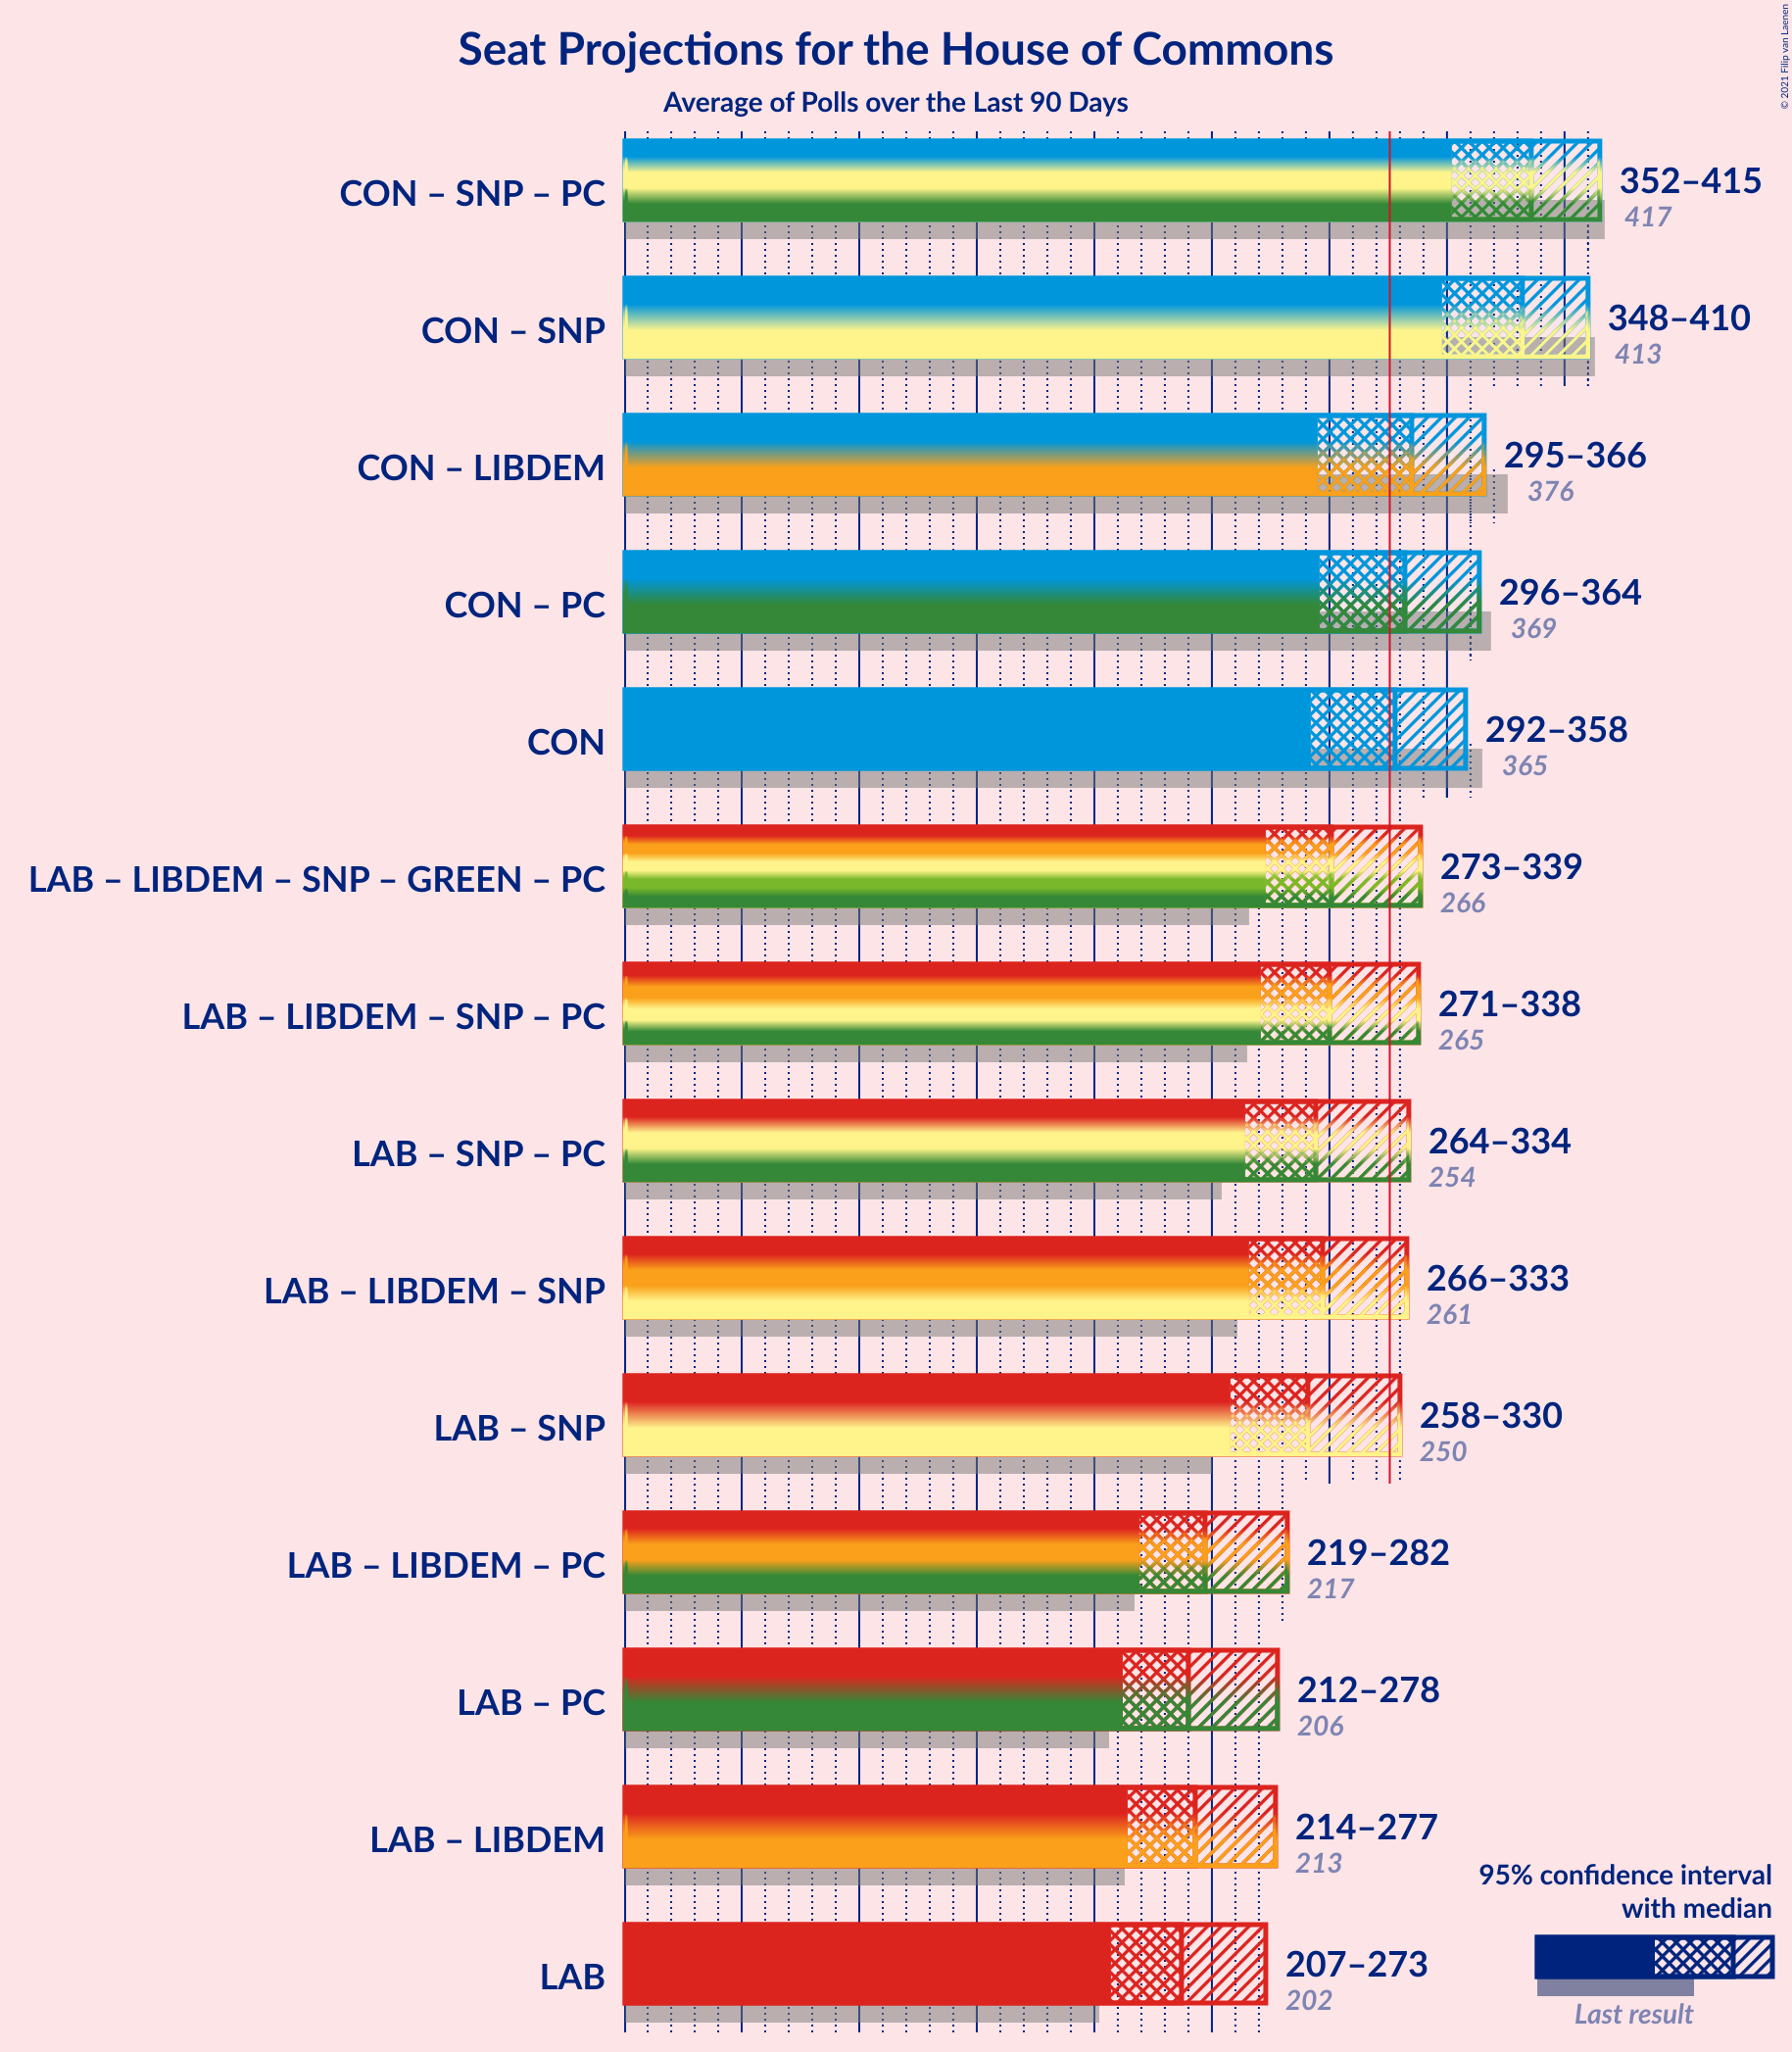 Seat Projections for the House of Commons
Average of Polls over the Last 90 Days
© 2021 Filip van Laenen
CON – SNP – PC
352–415
417
CON – SNP
348–410
413
CON – LIBDEM
295–366
376
CON – PC
296–364
369
CON
292–358
365
LAB – LIBDEM – SNP – GREEN – PC
273–339
266
LAB – LIBDEM – SNP – PC
271–338
265
LAB – SNP – PC
264–334
254
LAB – LIBDEM – SNP
266–333
261
LAB – SNP
258–330
250
LAB – LIBDEM – PC
219–282
217
LAB – PC
212–278
206
LAB – LIBDEM
214–277
213
LAB
207–273
202
95% confidence interval
with median
Last result